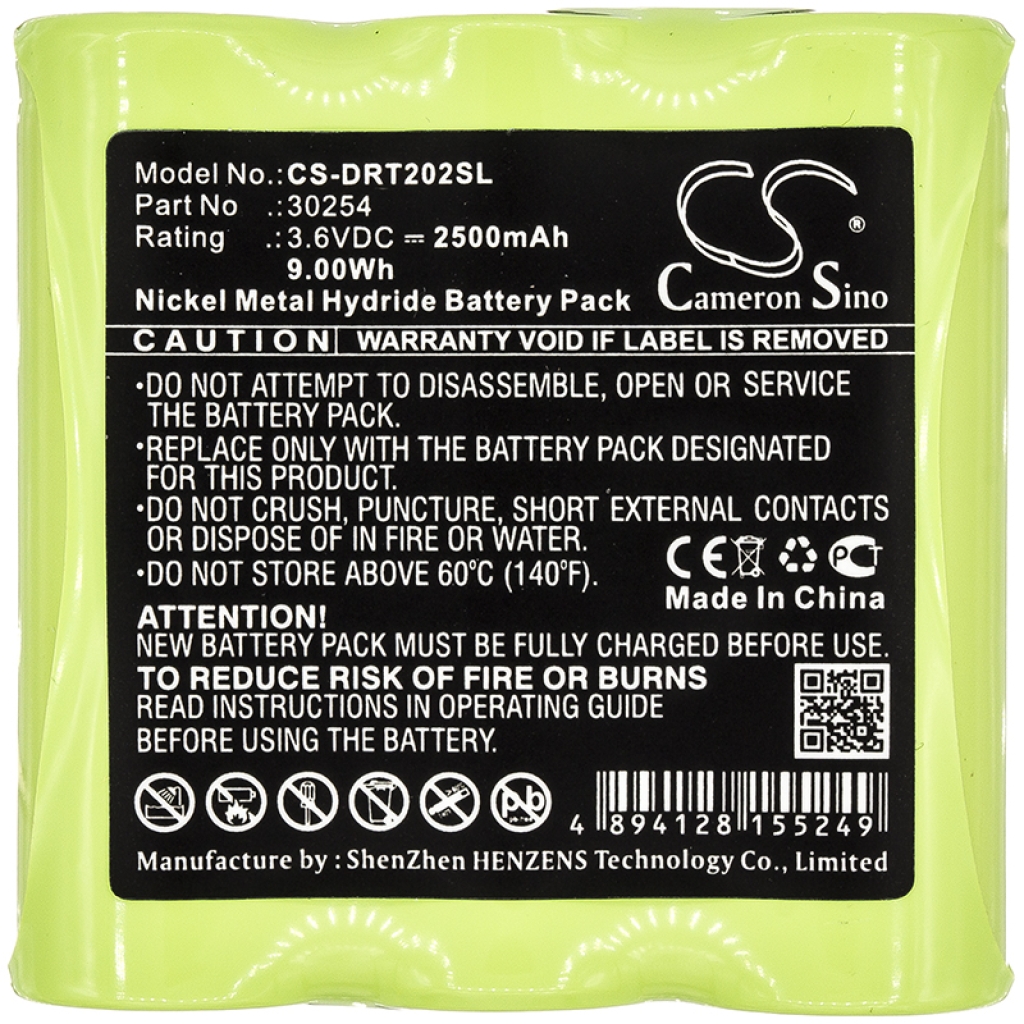 Model No.:CS-DRT202SL
Part No .:30254
Rating .:3.6VDC ⎓ 2500mAh
9.00Wh
Nickel Metal Hydride Battery Pack
CS®
Cameron Sino
CAUTION WARRANTY VOID IF LABEL IS REMOVED
•DO NOT ATTEMPT TO DISASSEMBLE, OPEN OR SERVICE
THE BATTERY PACK.
•REPLACE ONLY WITH THE BATTERY PACK DESIGNATED
FOR THIS PRODUCT.
•DO NOT CRUSH, PUNCTURE, SHORT EXTERNAL CONTACTS
OR DISPOSE OF IN FIRE OR WATER.
•DO NOT STORE ABOVE 60°C (140°F).
CE PCT
Made In China
ATTENTION!
NEW BATTERY PACK MUST BE FULLY CHARGED BEFORE USE.
TO REDUCE RISK OF FIRE OR BURNS
READ INSTRUCTIONS IN OPERATING GUIDE
BEFORE USING THE BATTERY.
pb
4 894128 155249
Manufacture by : ShenZhen HENZENS Technology Co., Limited